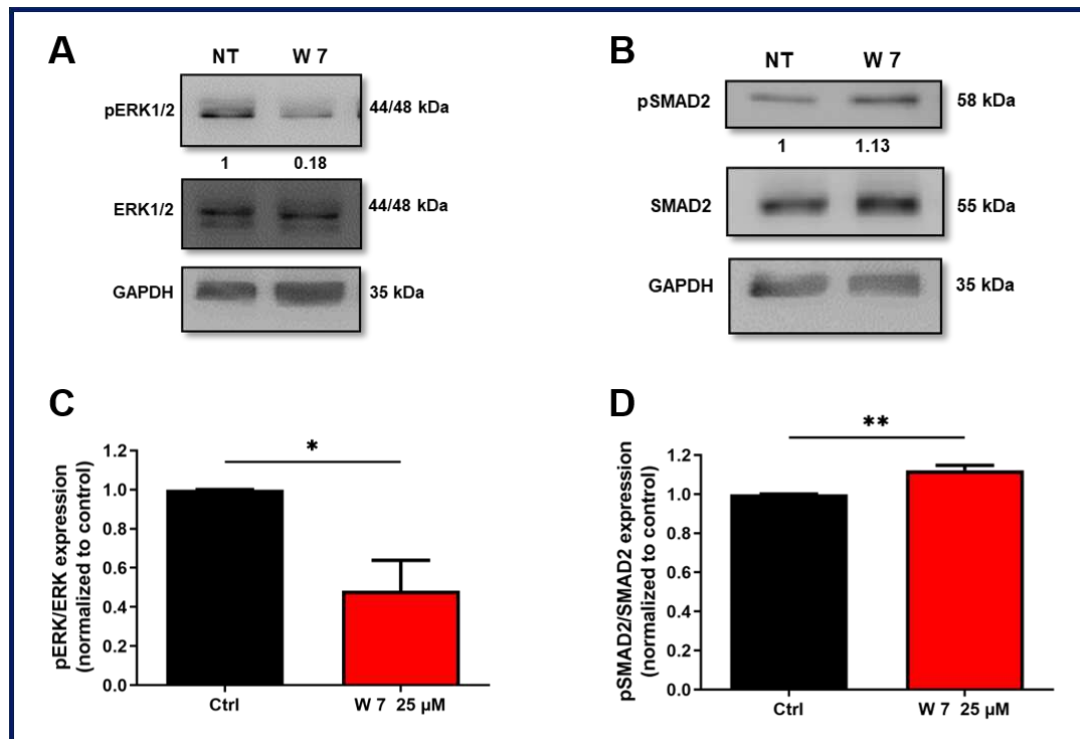 A
NT W 7
pERK1/2 44/48 kDa
1 0.18
ERK1/2 44/48 kDa
GAPDH 35 kDa
B
NT W 7
pSMAD2 58 kDa
1 1.13
SMAD2 55 kDa
GAPDH 35 kDa
C
pERK/ERK expression
(normalized to control)
1.2
1.0
0.8
0.6
0.4
0.2
0.0
*
Ctrl W 7 25 µM
D
pSMAD2/SMAD2 expression
(normalized to control)
1.2
1.0
0.8
0.6
0.4
0.2
0.0
**
Ctrl W 7 25 µM